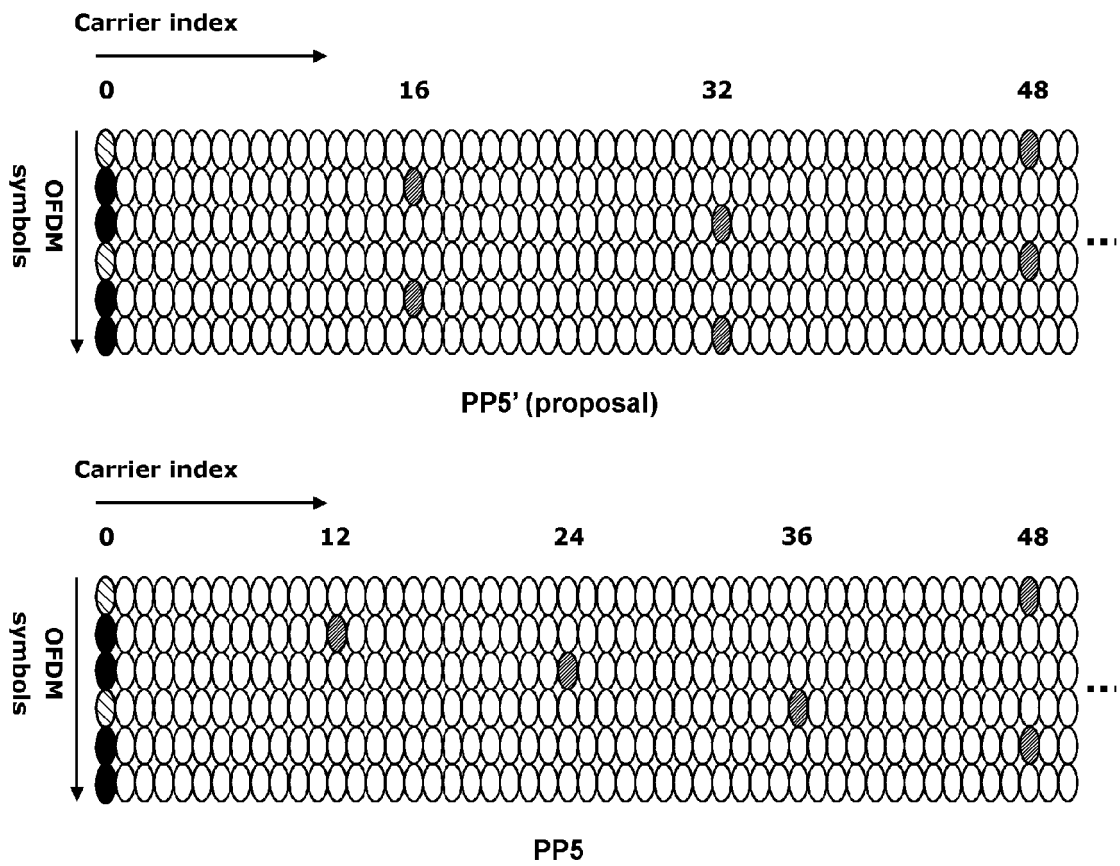 Carrier index
0 16 32 48
OFDM
symbols
...
PP5' (proposal)
Carrier index
0 12 24 36 48
OFDM
symbols
...
PP5